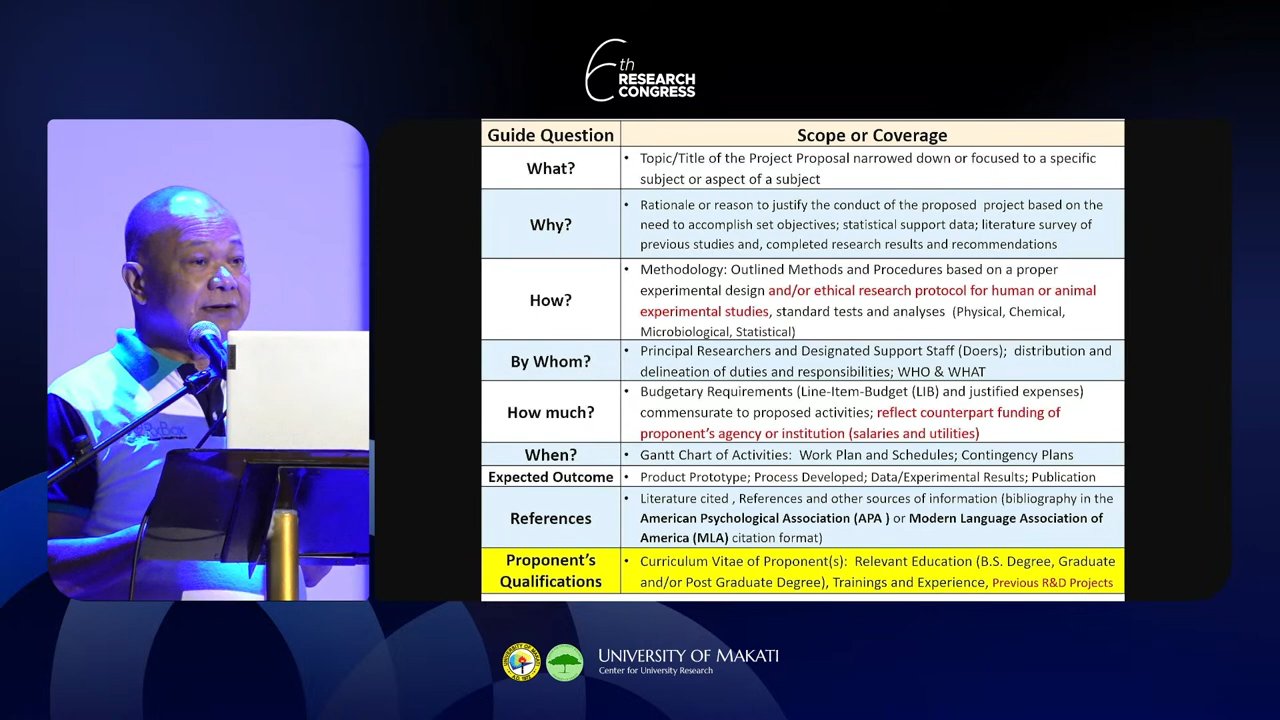 6th
RESEARCH
CONGRESS
Guide Question
Scope or Coverage
What?
• Topic/Title of the Project Proposal narrowed down or focused to a specific
subject or aspect of a subject
Why?
• Rationale or reason to justify the conduct of the proposed project based on the
need to accomplish set objectives; statistical support data; literature survey of
previous studies and, completed research results and recommendations
How?
• Methodology: Outlined Methods and Procedures based on a proper
experimental design and/or ethical research protocol for human or animal
experimental studies, standard tests and analyses (Physical, Chemical,
Microbiological, Statistical)
By Whom?
• Principal Researchers and Designated Support Staff (Doers); distribution and
delineation of duties and responsibilities; WHO & WHAT
How much?
• Budgetary Requirements (Line-Item-Budget (LIB) and justified expenses)
commensurate to proposed activities; reflect counterpart funding of
proponent’s agency or institution (salaries and utilities)
When?
• Gantt Chart of Activities: Work Plan and Schedules; Contingency Plans
Expected Outcome
• Product Prototype; Process Developed; Data/Experimental Results; Publication
References
• Literature cited , References and other sources of information (bibliography in the
American Psychological Association (APA ) or Modern Language Association of
America (MLA) citation format)
Proponent’s
Qualifications
• Curriculum Vitae of Proponent(s): Relevant Education (B.S. Degree, Graduate
and/or Post Graduate Degree), Trainings and Experience, Previous R&D Projects
UNIVERSITY OF MAKATI
Center for University Research